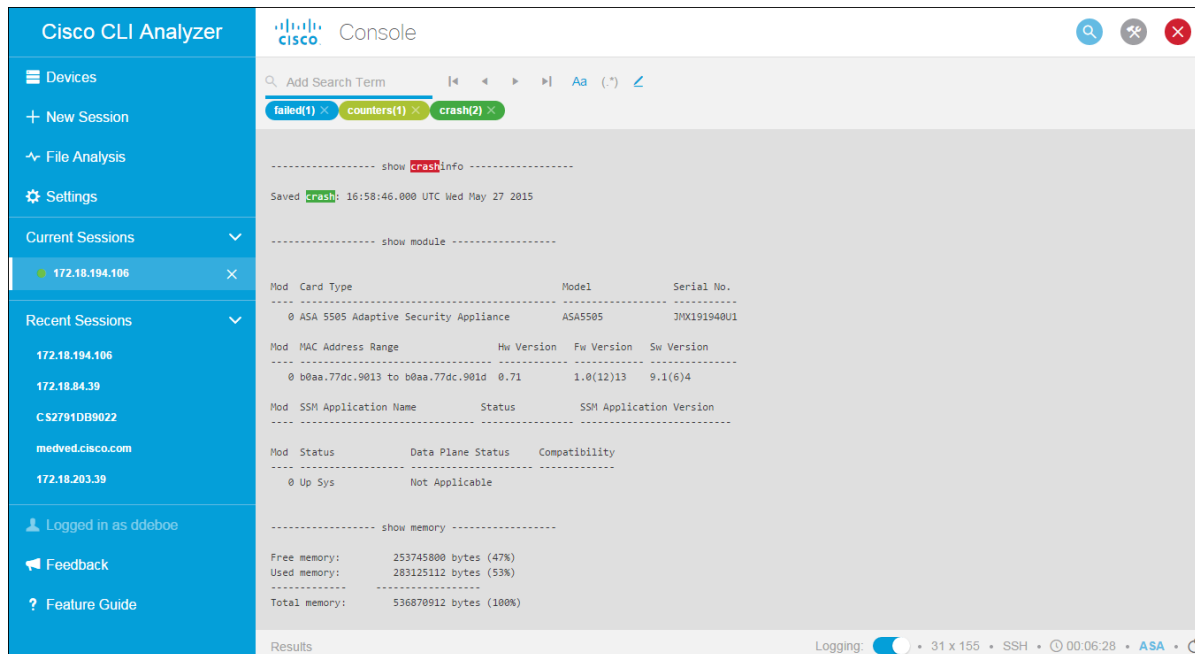 Cisco CLI Analyzer
CISCO Console
Devices
+ New Session
File Analysis
Settings
Current Sessions
172.18.194.106
Recent Sessions
172.18.194.106
172.18.84.39
CS2791DB9022
medved.cisco.com
172.18.203.39
Logged in as ddeboe
Feedback
? Feature Guide
Add Search Term Aa (.*)
failed(1) × counters(1) × crash(2) ×
------------------ show crashinfo ------------------
Saved crash: 16:58:46.000 UTC Wed May 27 2015
------------------ show module ------------------
Mod Card Type Model Serial No.
---- -------------------------------------------- ------------------ -----------
0 ASA 5505 Adaptive Security Appliance ASA5505 JMX191940U1
Mod MAC Address Range Hw Version Fw Version Sw Version
---- --------------------------------- ------------ ------------ ---------------
0 b0aa.77dc.9013 to b0aa.77dc.901d 0.71 1.0(12)13 9.1(6)4
Mod SSM Application Name Status SSM Application Version
---- ------------------------------ ---------------- --------------------------
Mod Status Data Plane Status Compatibility
---- ------------------ --------------------- -------------
0 Up Sys Not Applicable
------------------ show memory ------------------
Free memory: 253745800 bytes (47%)
Used memory: 283125112 bytes (53%)
------------- ------------------
Total memory: 536870912 bytes (100%)
Results Logging: • 31 x 155 • SSH • 00:06:28 • ASA •